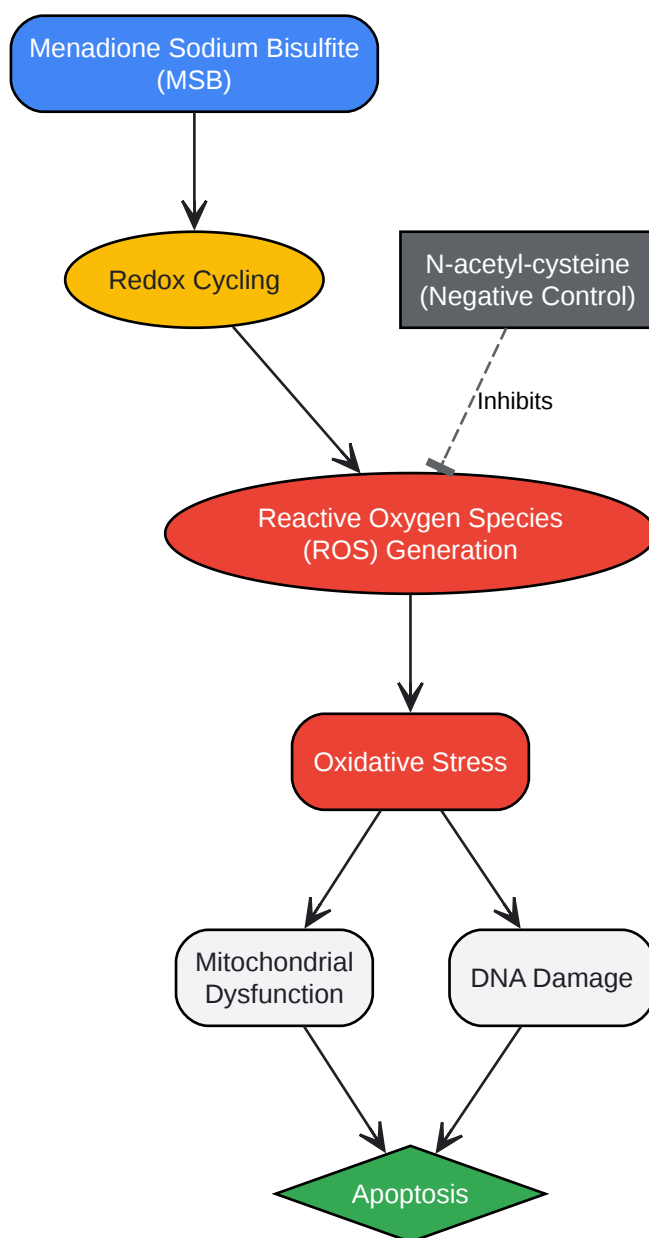 Menadione Sodium Bisulfite
(MSB)
Redox Cycling
N-acetyl-cysteine
(Negative Control)
Inhibits
Reactive Oxygen Species
(ROS) Generation
Oxidative Stress
Mitochondrial
Dysfunction
DNA Damage
Apoptosis